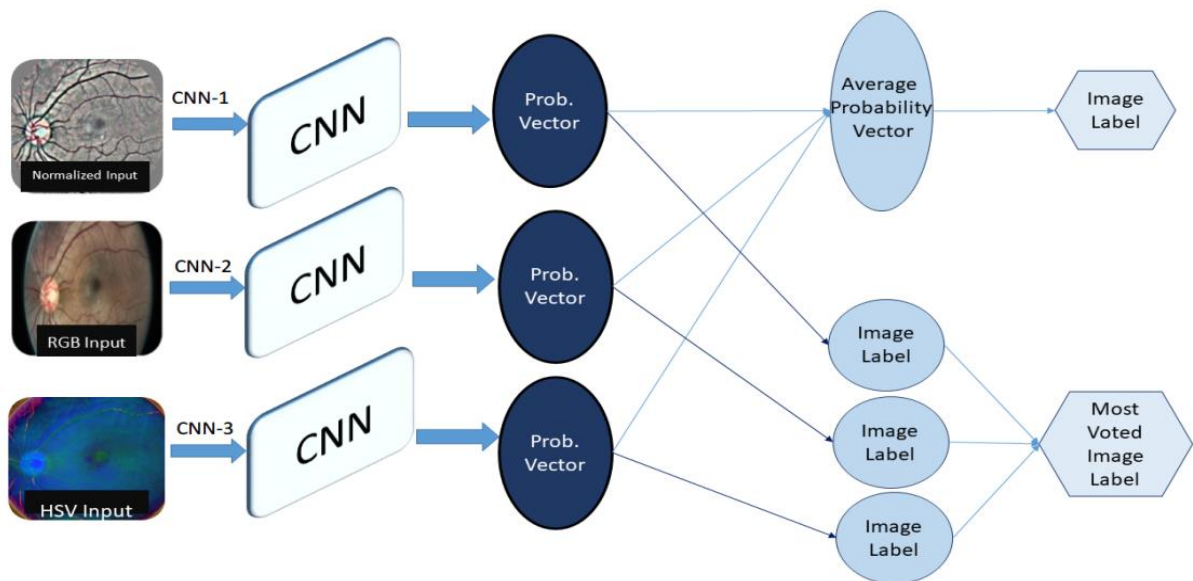 CNN-1
Normalized Input
CNN
Prob.
Vector
Average
Probability
Vector
Image
Label
CNN-2
RGB Input
CNN
Prob.
Vector
Image
Label
CNN-3
HSV Input
CNN
Prob.
Vector
Image
Label
Image
Label
Most
Voted
Image
Label